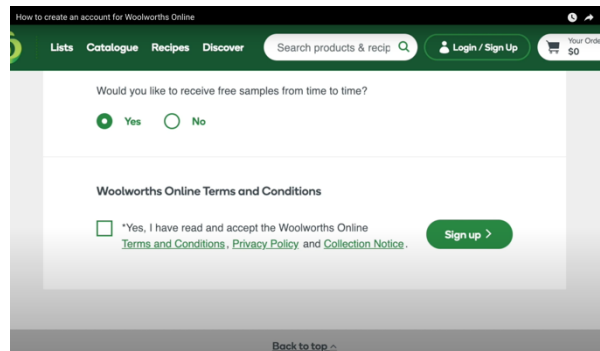 How to create an account for Woolworths Online
Lists Catalogue Recipes Discover Search products & recip Login / Sign Up Your Orde
$0
Would you like to receive free samples from time to time?
Yes No
Woolworths Online Terms and Conditions
*Yes, I have read and accept the Woolworths Online
Terms and Conditions, Privacy Policy and Collection Notice. Sign up
Back to top